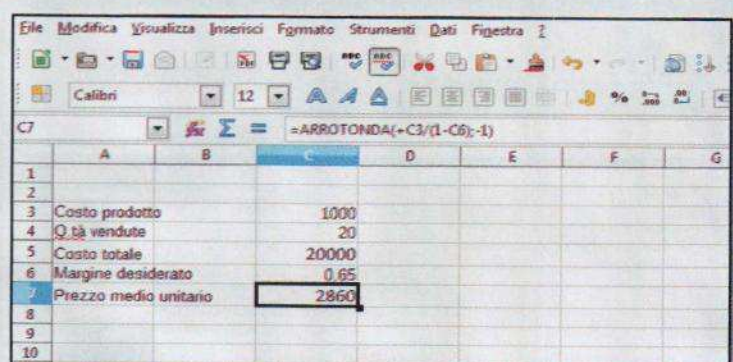 File Modifica Visualizza Inserisci Formato Strumenti Dati Finestra ?
Calibri 12 %
C7 Σ = =ARROTONDA(+C3/(1-C6);-1)
A B C D E F G
1
2
3 Costo prodotto 1000
4 Q.tà vendute 20
5 Costo totale 20000
6 Margine desiderato 0,65
7 Prezzo medio unitario 2860
8
9
10